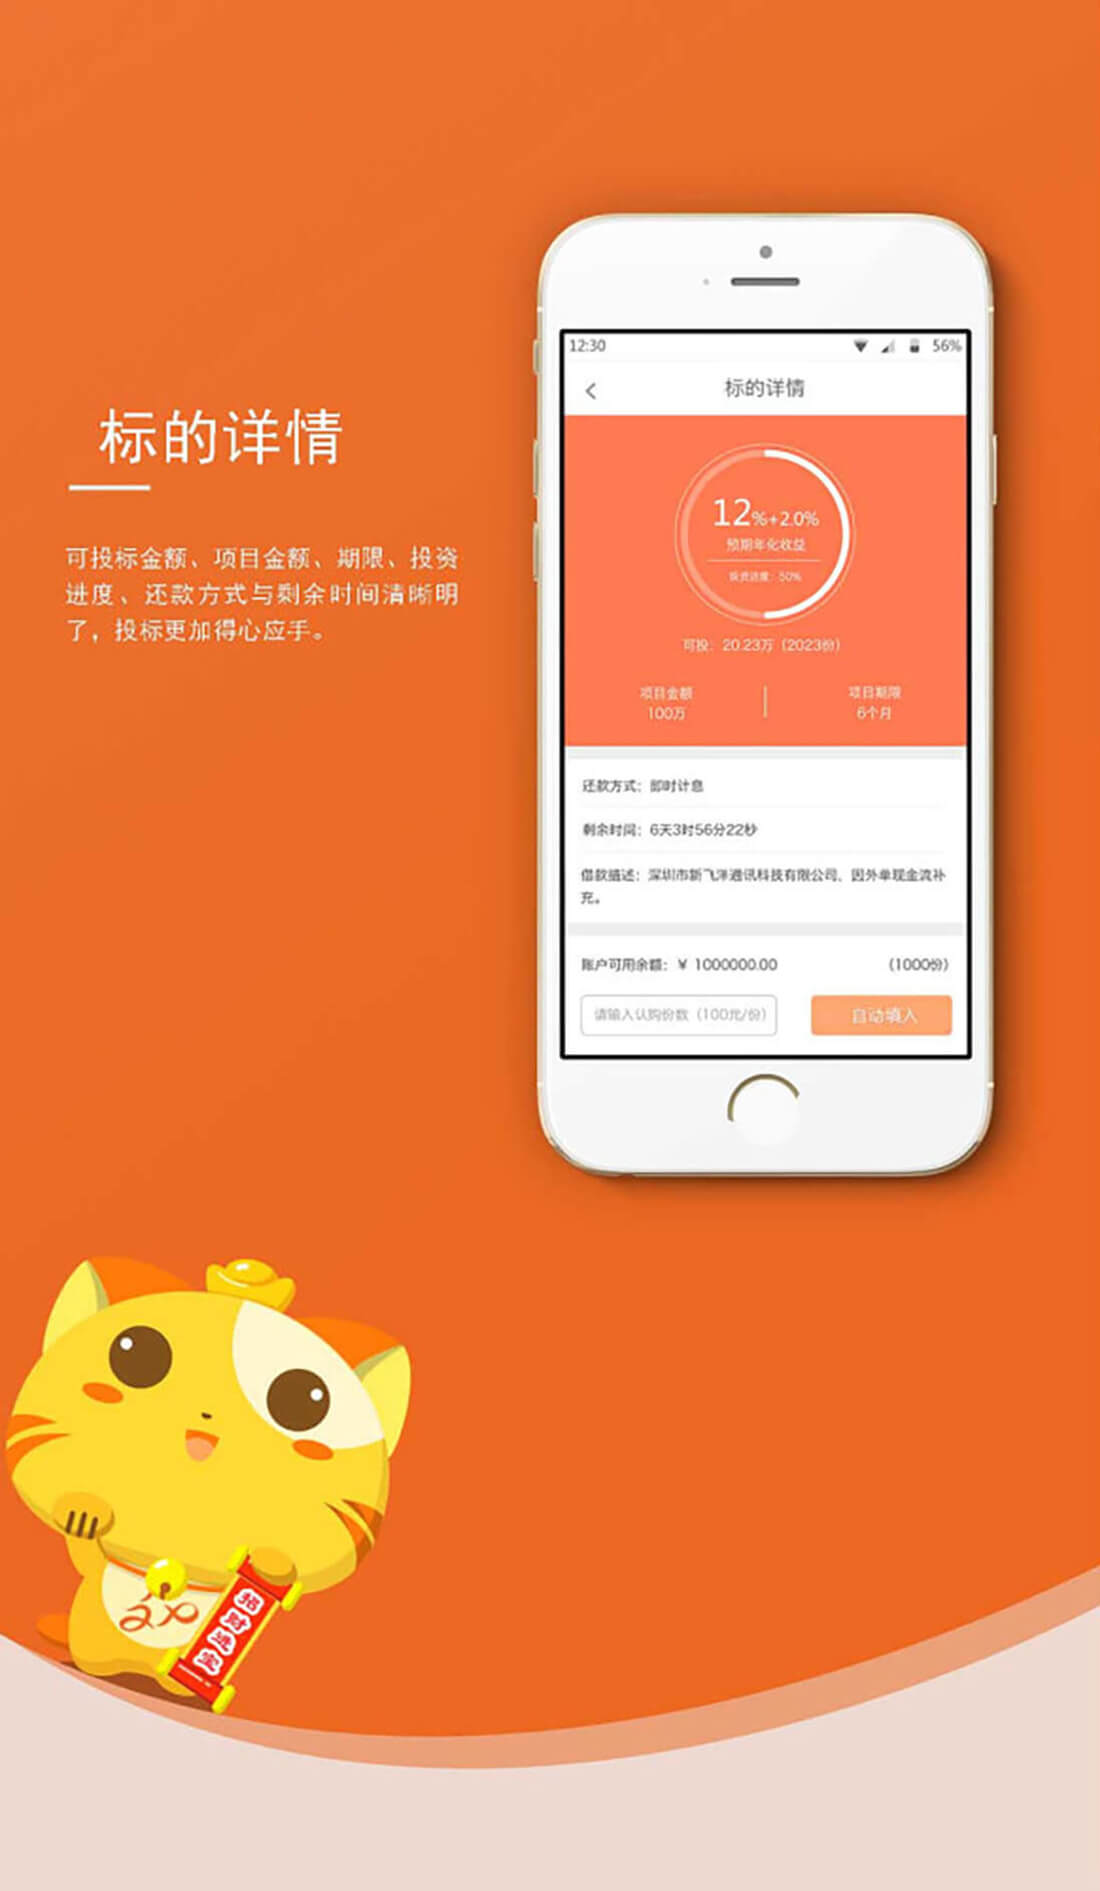 标的详情
可投标金额、项目金额、期限、投资
进度、还款方式与剩余时间清晰明
了，投标更加得心应手。
12:30
56%
标的详情
12%+2.0%
预期年化收益
投资进度：50%
可投：20.23万（2023份）
项目金额
项目期限
100万
6个月
还款方式：即时计息
剩余时间：6天3时56分22秒
借款描述：深圳市新飞洋通讯科技有限公司、因外单现金流补
充。
账户可用余额：¥ 1000000.00
（1000份）
请输入认购份数（100元/份）
自动填入
招财进宝